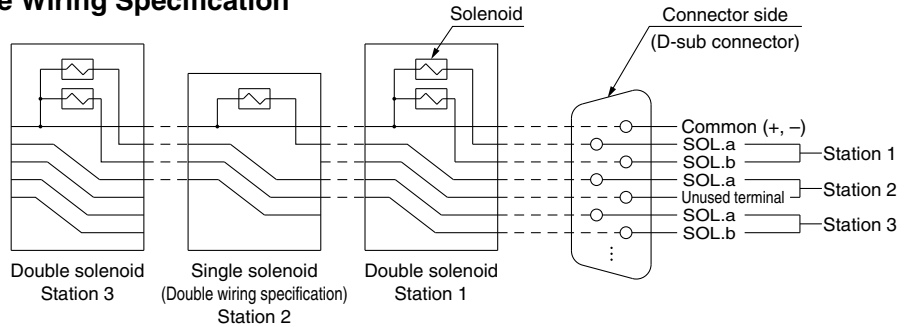 e Wiring Specification
Solenoid
Connector side
(D-sub connector)
Common (+, –)
SOL.a
SOL.b
Station 1
SOL.a
Unused terminal
Station 2
SOL.a
SOL.b
Station 3
Double solenoid
Station 3
Single solenoid
(Double wiring specification)
Station 2
Double solenoid
Station 1